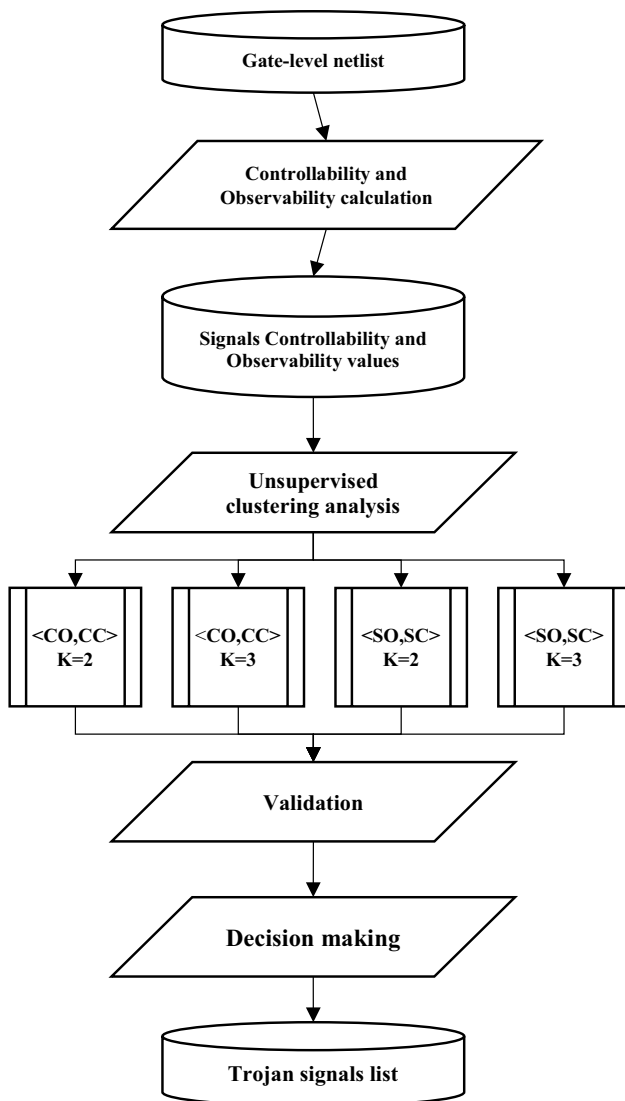 Gate-level netlist
Controllability and
Observability calculation
Signals Controllability and
Observability values
Unsupervised
clustering analysis
<CO,CC>
K=2
<CO,CC>
K=3
<SO,SC>
K=2
<SO,SC>
K=3
Validation
Decision making
Trojan signals list